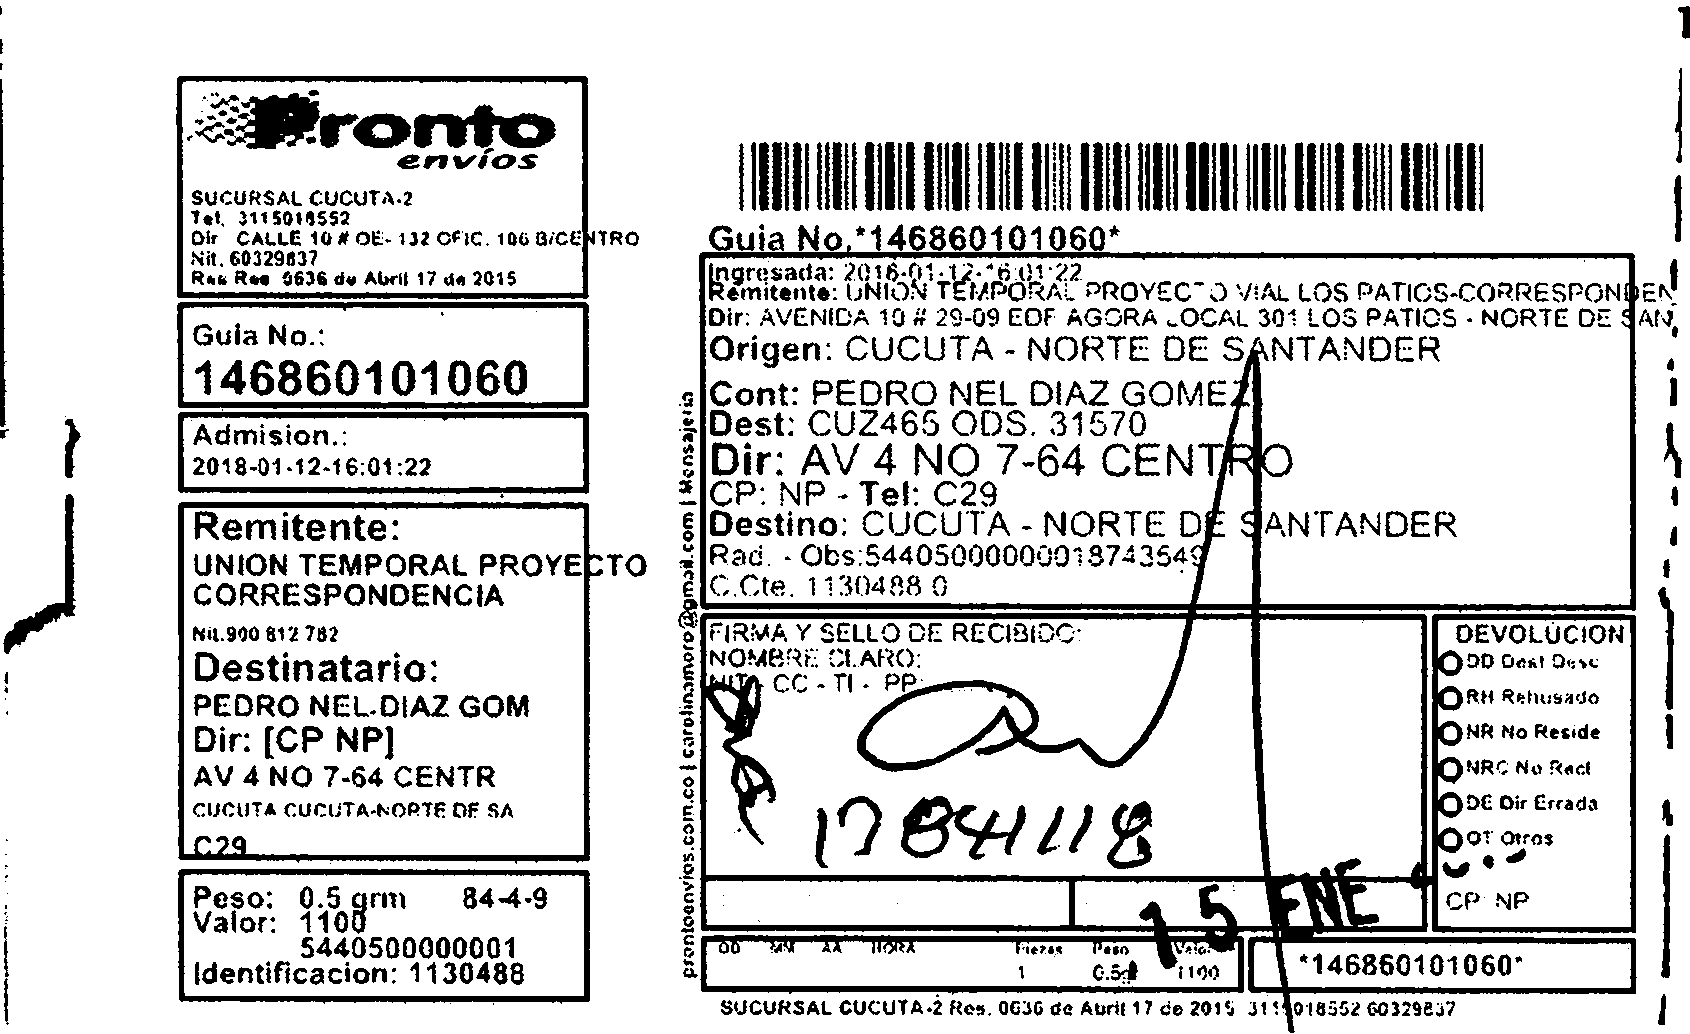 Pronto
envíos
SUCURSAL CUCUTA-2
Tel. 3115018552
Dir CALLE 10 # OE- 132 OFIC. 106 B/CENTRO
Nit. 60329837
Res Reg 0636 de Abril 17 de 2015
Guia No.:
146860101060
Admision.:
2018-01-12-16:01:22
Remitente:
UNION TEMPORAL PROYECTO
CORRESPONDENCIA
Nit.900 812 782
Destinatario:
PEDRO NEL DIAZ GOM
Dir: [CP NP]
AV 4 NO 7-64 CENTR
CUCUTA CUCUTA-NORTE DE SA
C29
Peso: 0.5 grm 84-4-9
Valor: 1100
5440500000001
Identificacion: 1130488
prontoenvios.com.co | carolinamoro@gmail.com | Mensajeria
Guia No.*146860101060*
Ingresada: 2018-01-12-16:01:22
Remitente: UNION TEMPORAL PROYECTO VIAL LOS PATIOS-CORRESPONDEN
Dir: AVENIDA 10 # 29-09 EDF AGORA LOCAL 301 LOS PATIOS - NORTE DE SAN
Origen: CUCUTA - NORTE DE SANTANDER
Cont: PEDRO NEL DIAZ GOMEZ
Dest: CUZ465 ODS. 31570
Dir: AV 4 NO 7-64 CENTRO
CP: NP - Tel: C29
Destino: CUCUTA - NORTE DE SANTANDER
Rad. - Obs:5440500000001874 3549
C.Cte. 1130488 0
FIRMA Y SELLO DE RECIBIDO:
NOMBRE CLARO:
NIT - CC - TI - PP:
15 ENE
DEVOLUCION
DD Dest Desc
RH Rehusado
NR No Reside
NRC No Recl
DE Dir Errada
OT Otros
CP: NP
DD MM AA HORA Piezas Peso Valor
1 0.5g 1100
*146860101060*
SUCURSAL CUCUTA-2 Res. 0636 de Abril 17 de 2015 3115018552 60329837